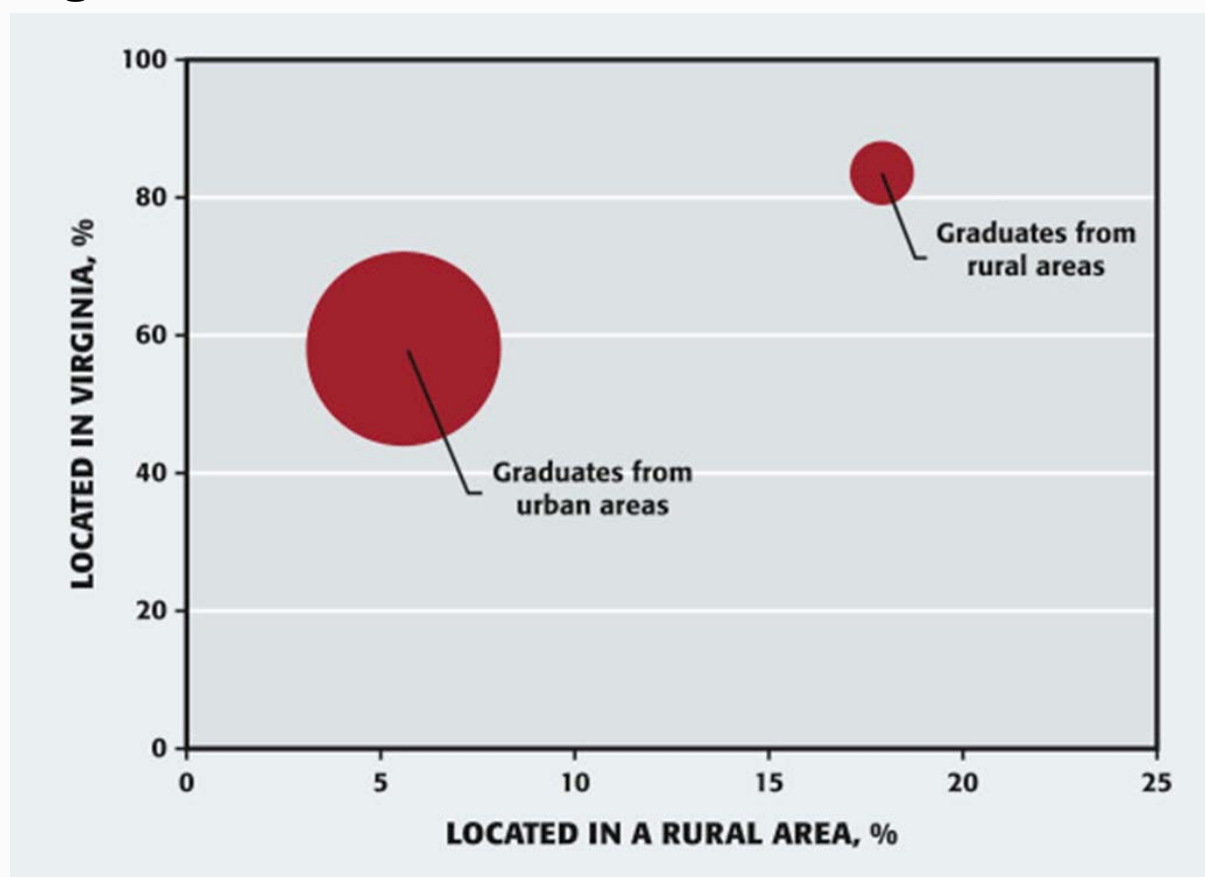 100
80
60
40
20
0
LOCATED IN VIRGINIA, %
Graduates from
rural areas
Graduates from
urban areas
0 5 10 15 20 25
LOCATED IN A RURAL AREA, %